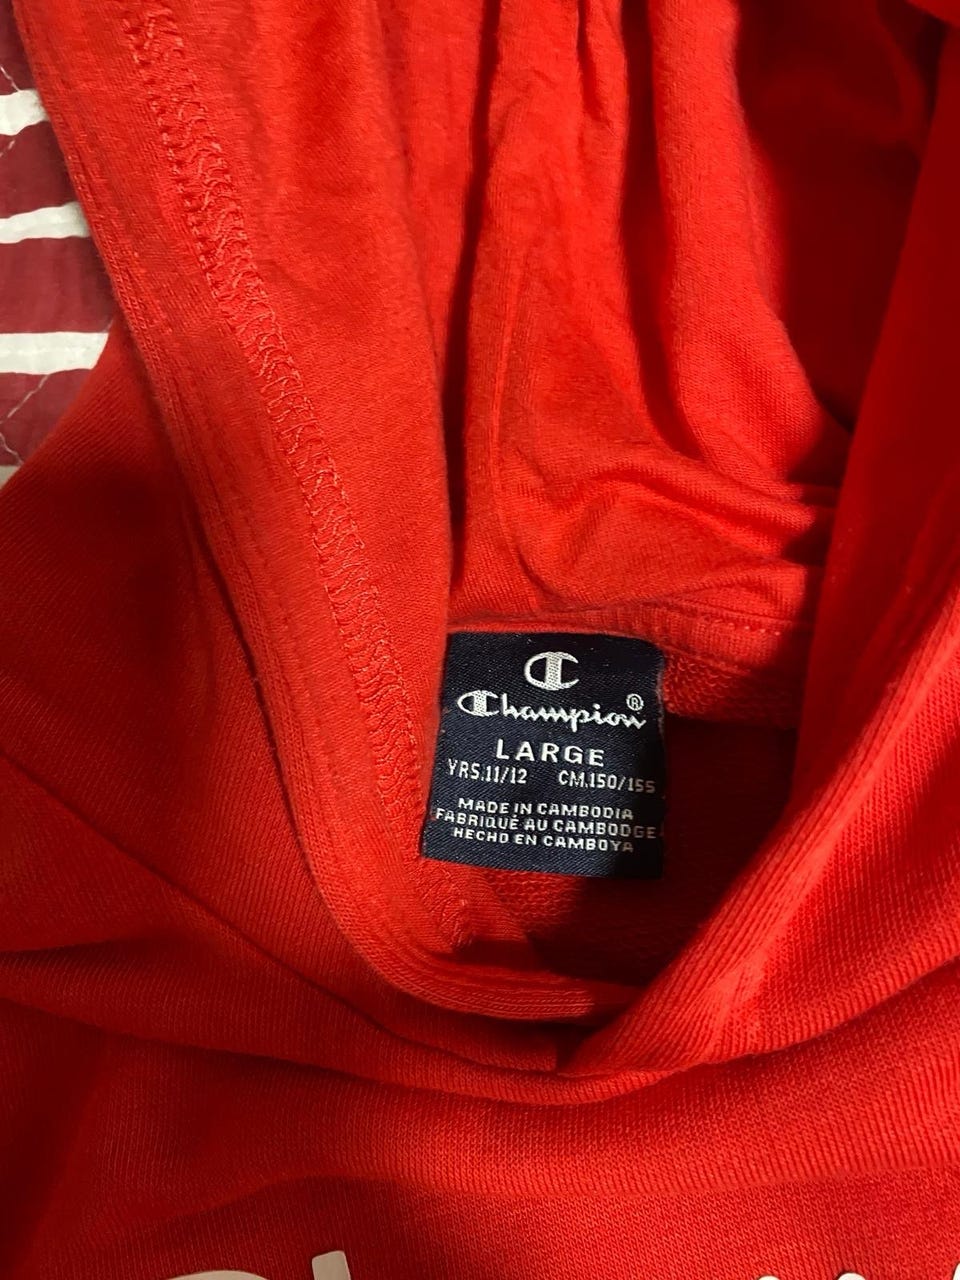 Champion®
LARGE
YRS.11/12 CM.150/155
MADE IN CAMBODIA
FABRIQUÉ AU CAMBODGE
HECHO EN CAMBOYA